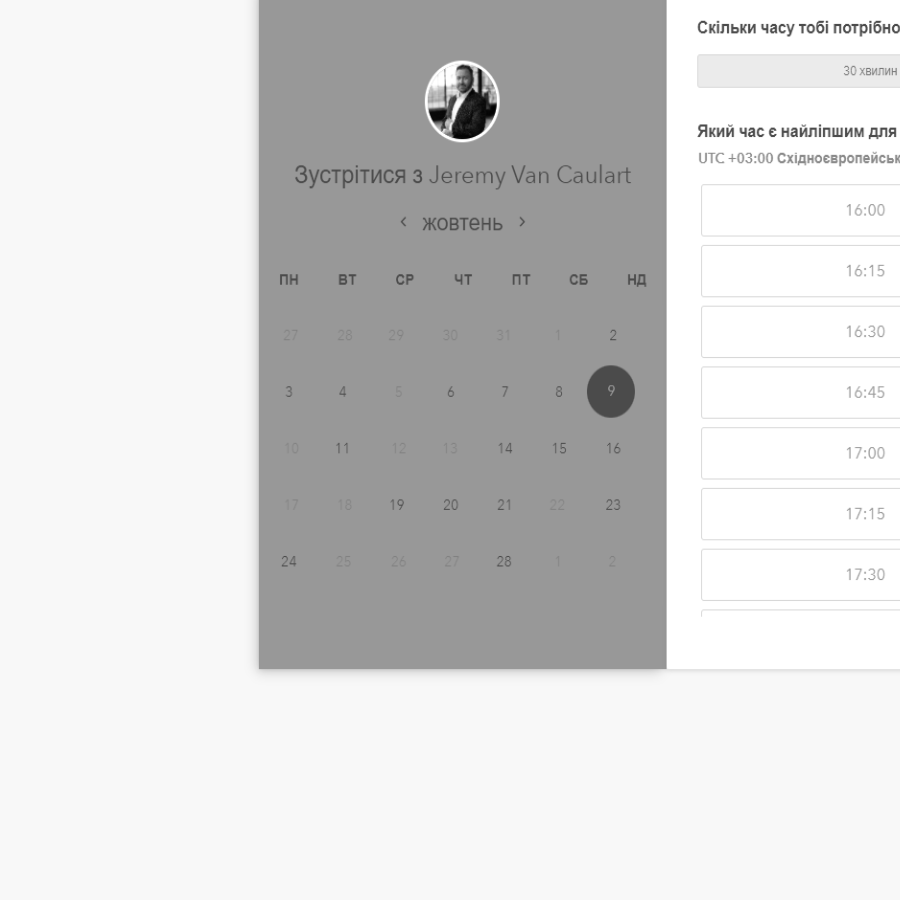 Зустрітися з Jeremy Van Caulart
жовтень
ПН ВТ СР ЧТ ПТ СБ НД
27 28 29 30 31 1 2
3 4 5 6 7 8 9
10 11 12 13 14 15 16
17 18 19 20 21 22 23
24 25 26 27 28 1 2
Скільки часу тобі потрібно
30 хвилин
Який час є найліпшим для
UTC +03:00 Східноєвропейськ
16:00
16:15
16:30
16:45
17:00
17:15
17:30